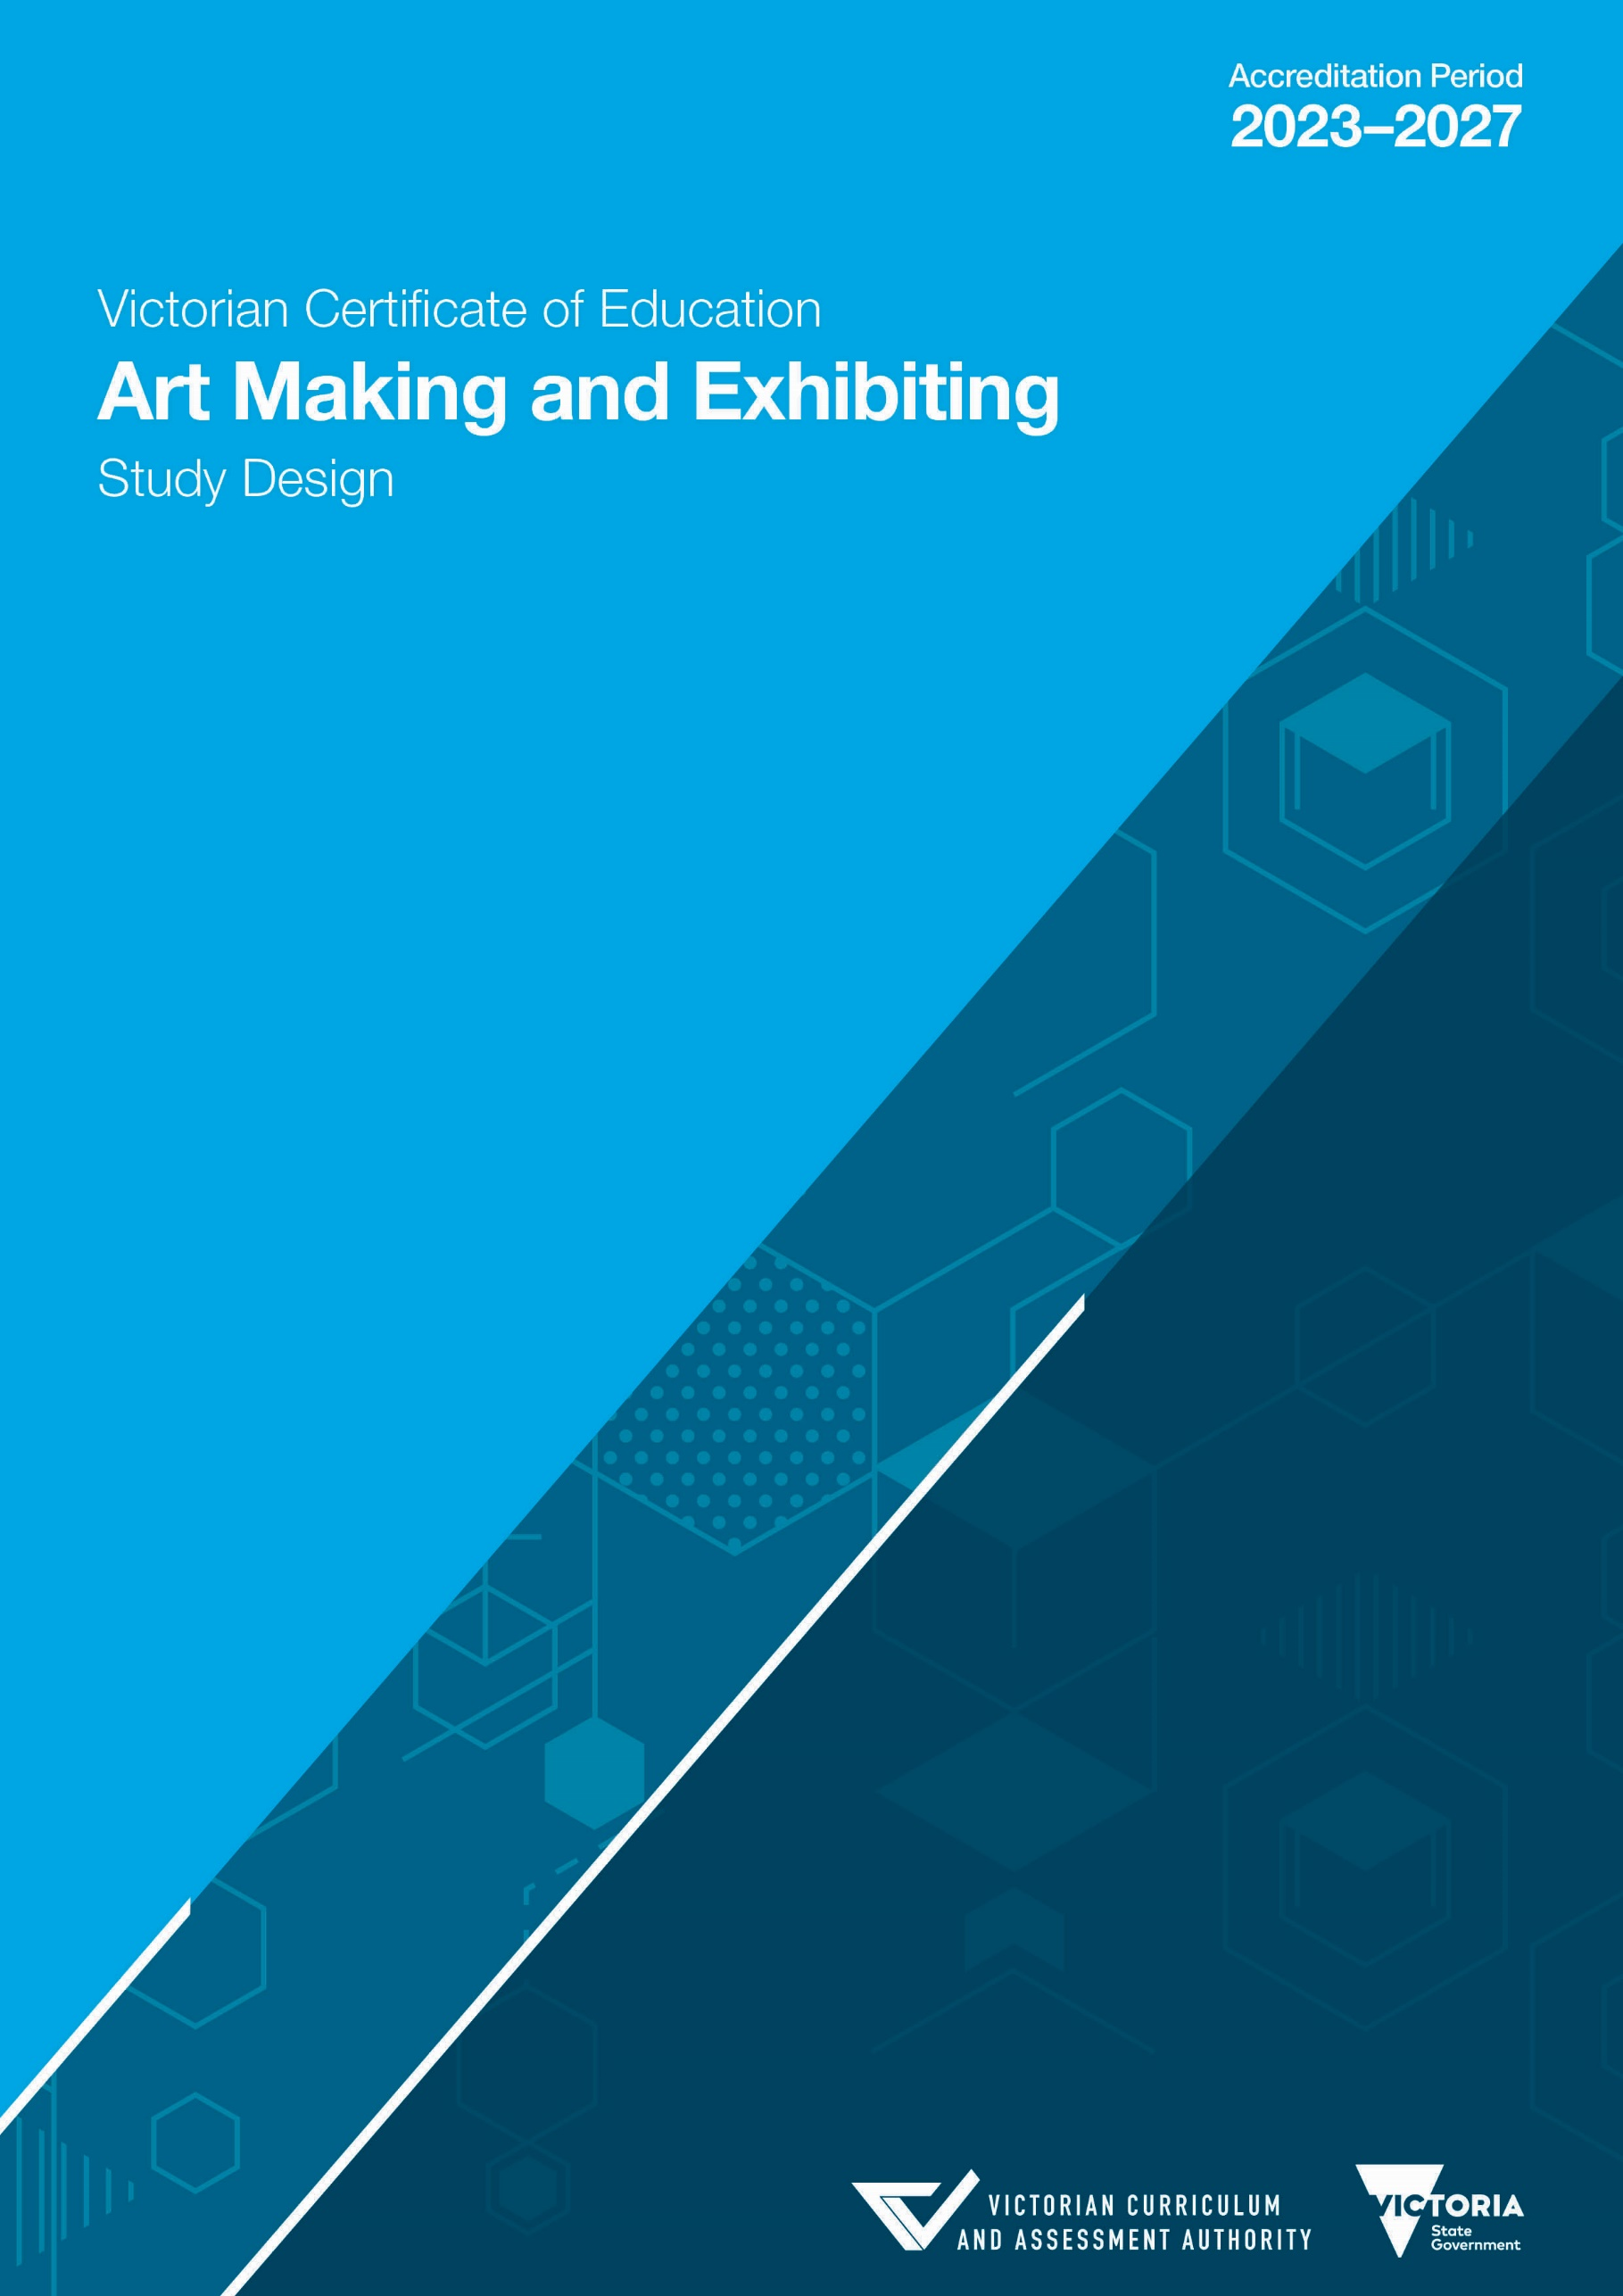 Accreditation Period
2023–2027
Victorian Certificate of Education
Art Making and Exhibiting
Study Design
VICTORIAN CURRICULUM
AND ASSESSMENT AUTHORITY
VICTORIA
State
Government